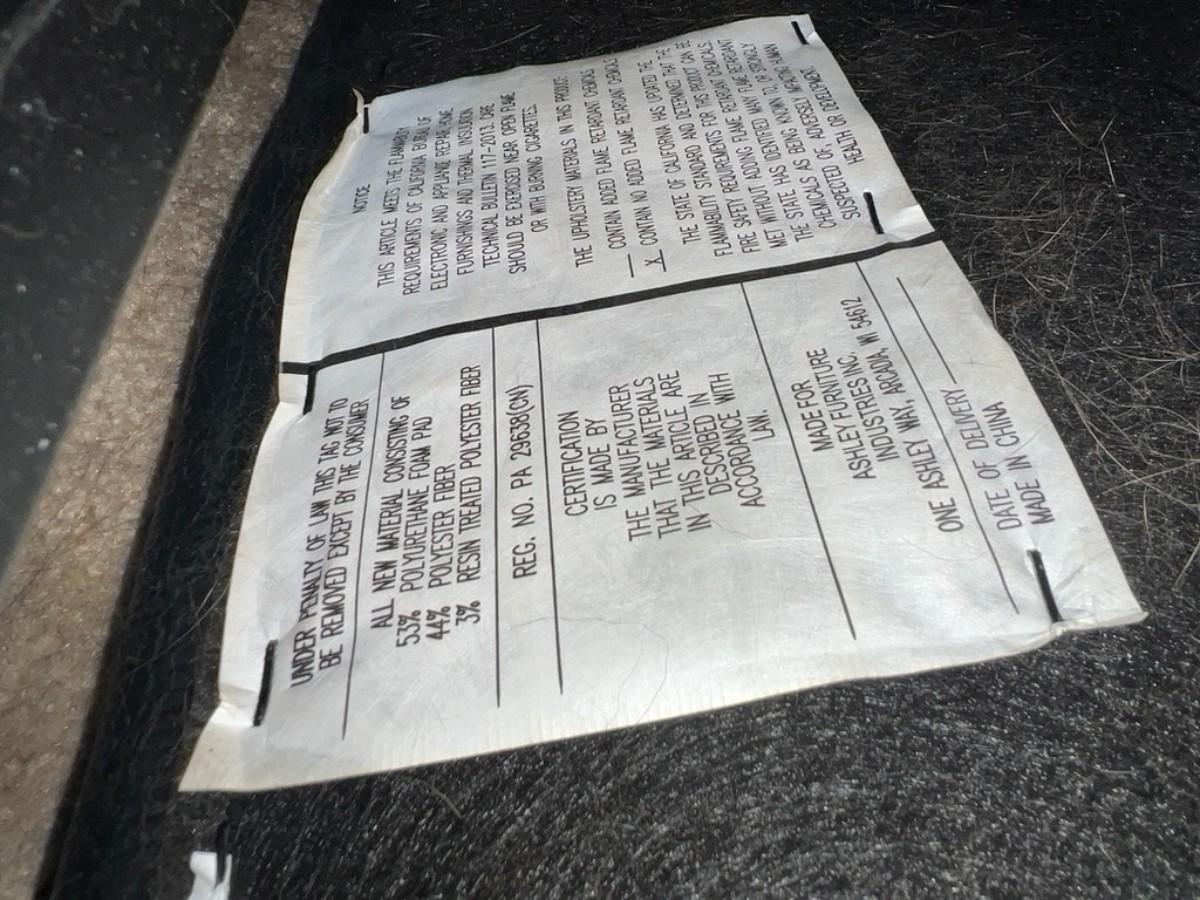 NOTICE
THIS ARTICLE MEETS THE FLAMMABILITY
REQUIREMENTS OF CALIFORNIA BUREAU OF
ELECTRONIC AND APPLIANCE REPAIR, HOME
FURNISHINGS AND THERMAL INSULATION
TECHNICAL BULLETIN 117-2013. CARE
SHOULD BE EXERCISED NEAR OPEN FLAME
OR WITH BURNING CIGARETTES.
THE UPHOLSTERY MATERIALS IN THIS PRODUCT:
CONTAIN ADDED FLAME RETARDANT CHEMICALS
X CONTAIN NO ADDED FLAME RETARDANT CHEMICALS
THE STATE OF CALIFORNIA HAS UPDATED THE
FLAMMABILITY STANDARD AND DETERMINED THAT THE
FIRE SAFETY REQUIREMENTS FOR THIS PRODUCT CAN BE
MET WITHOUT ADDING FLAME RETARDANT CHEMICALS.
THE STATE HAS IDENTIFIED MANY FLAME RETARDANT
CHEMICALS AS BEING KNOWN TO, OR STRONGLY
SUSPECTED OF, ADVERSELY IMPACTING HUMAN
HEALTH OR DEVELOPMENT.
UNDER PENALTY OF LAW THIS TAG NOT TO
BE REMOVED EXCEPT BY THE CONSUMER
ALL NEW MATERIAL CONSISTING OF
53% POLYURETHANE FOAM PAD
44% POLYESTER FIBER
3% RESIN TREATED POLYESTER FIBER
REG. NO. PA 29638(CN)
CERTIFICATION
IS MADE BY
THE MANUFACTURER
THAT THE MATERIALS
IN THIS ARTICLE ARE
DESCRIBED IN
ACCORDANCE WITH
LAW.
MADE FOR
ASHLEY FURNITURE
INDUSTRIES INC.
ONE ASHLEY WAY, ARCADIA, WI 54612
DATE OF DELIVERY
MADE IN CHINA